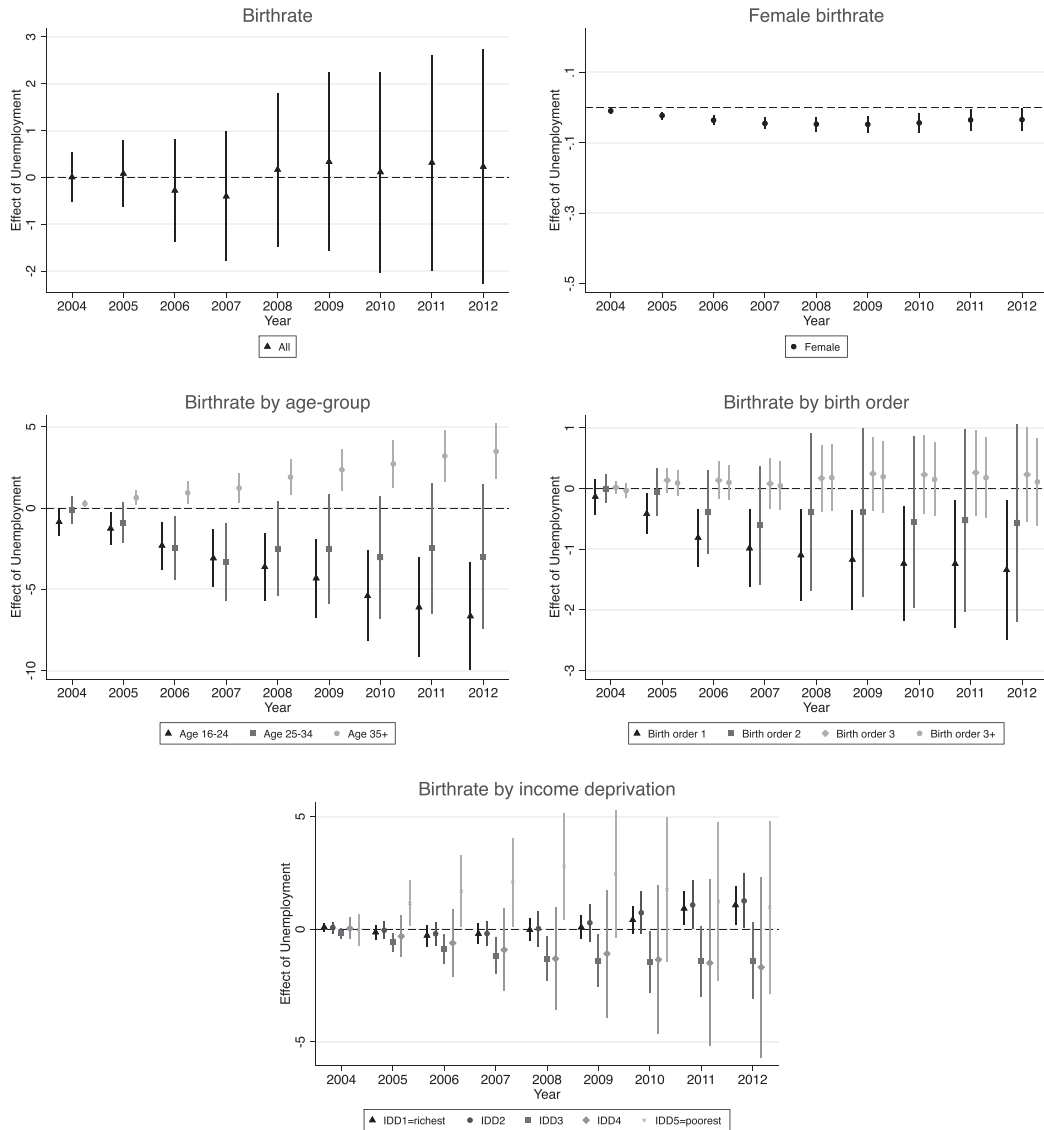 Birthrate
Effect of Unemployment
3
2
1
0
-1
-2
2004 2005 2006 2007 2008 2009 2010 2011 2012
Year
All
Female birthrate
Effect of Unemployment
.1
-.1
-.3
-.5
2004 2005 2006 2007 2008 2009 2010 2011 2012
Year
Female
Birthrate by age-group
Effect of Unemployment
5
0
-5
-10
2004 2005 2006 2007 2008 2009 2010 2011 2012
Year
Age 16-24 Age 25-34 Age 35+
Birthrate by birth order
Effect of Unemployment
1
0
-1
-2
-3
2004 2005 2006 2007 2008 2009 2010 2011 2012
Year
Birth order 1 Birth order 2 Birth order 3 Birth order 3+
Birthrate by income deprivation
Effect of Unemployment
5
0
-5
2004 2005 2006 2007 2008 2009 2010 2011 2012
Year
IDD1=richest IDD2 IDD3 IDD4 IDD5=poorest